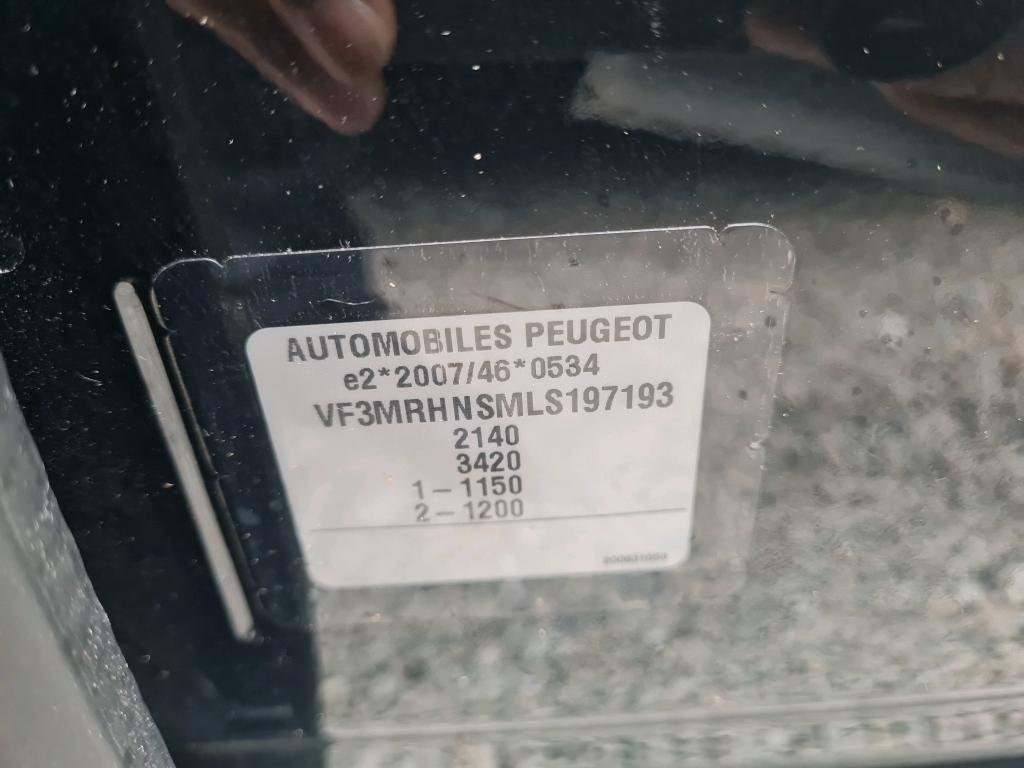 AUTOMOBILES PEUGEOT
e2*2007/46*0534
VF3MRHNSMLS197193
2140
3420
1-1150
2-1200